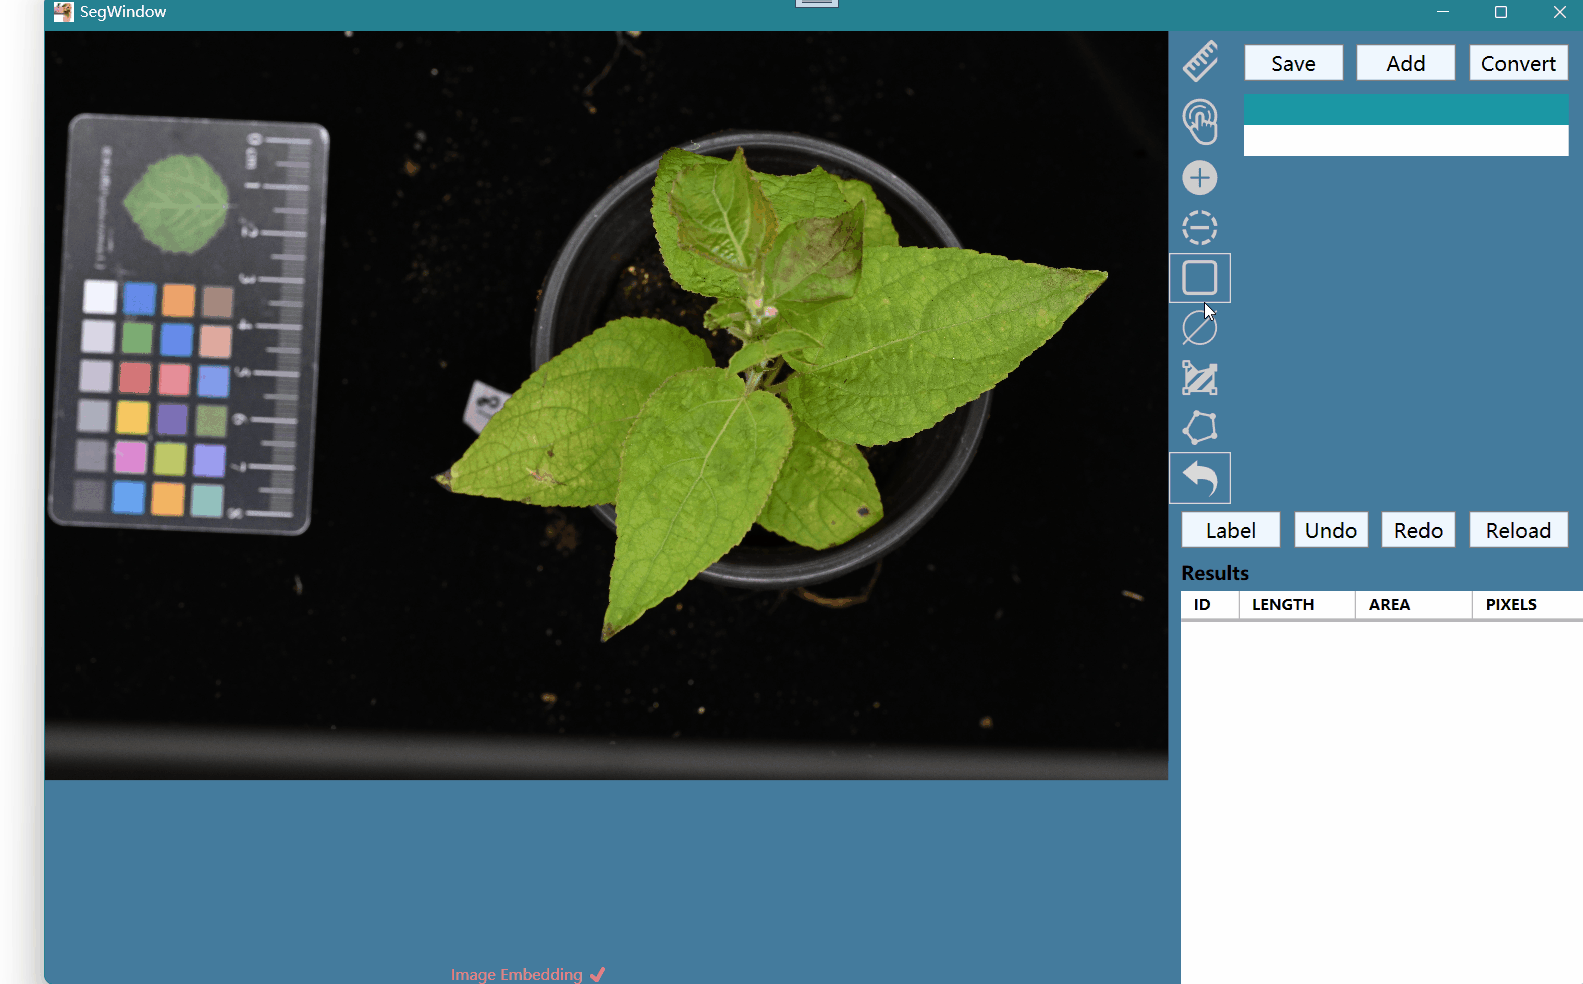 SegWindow
Save Add Convert
Label Undo Redo Reload
Results
ID LENGTH AREA PIXELS
Image Embedding